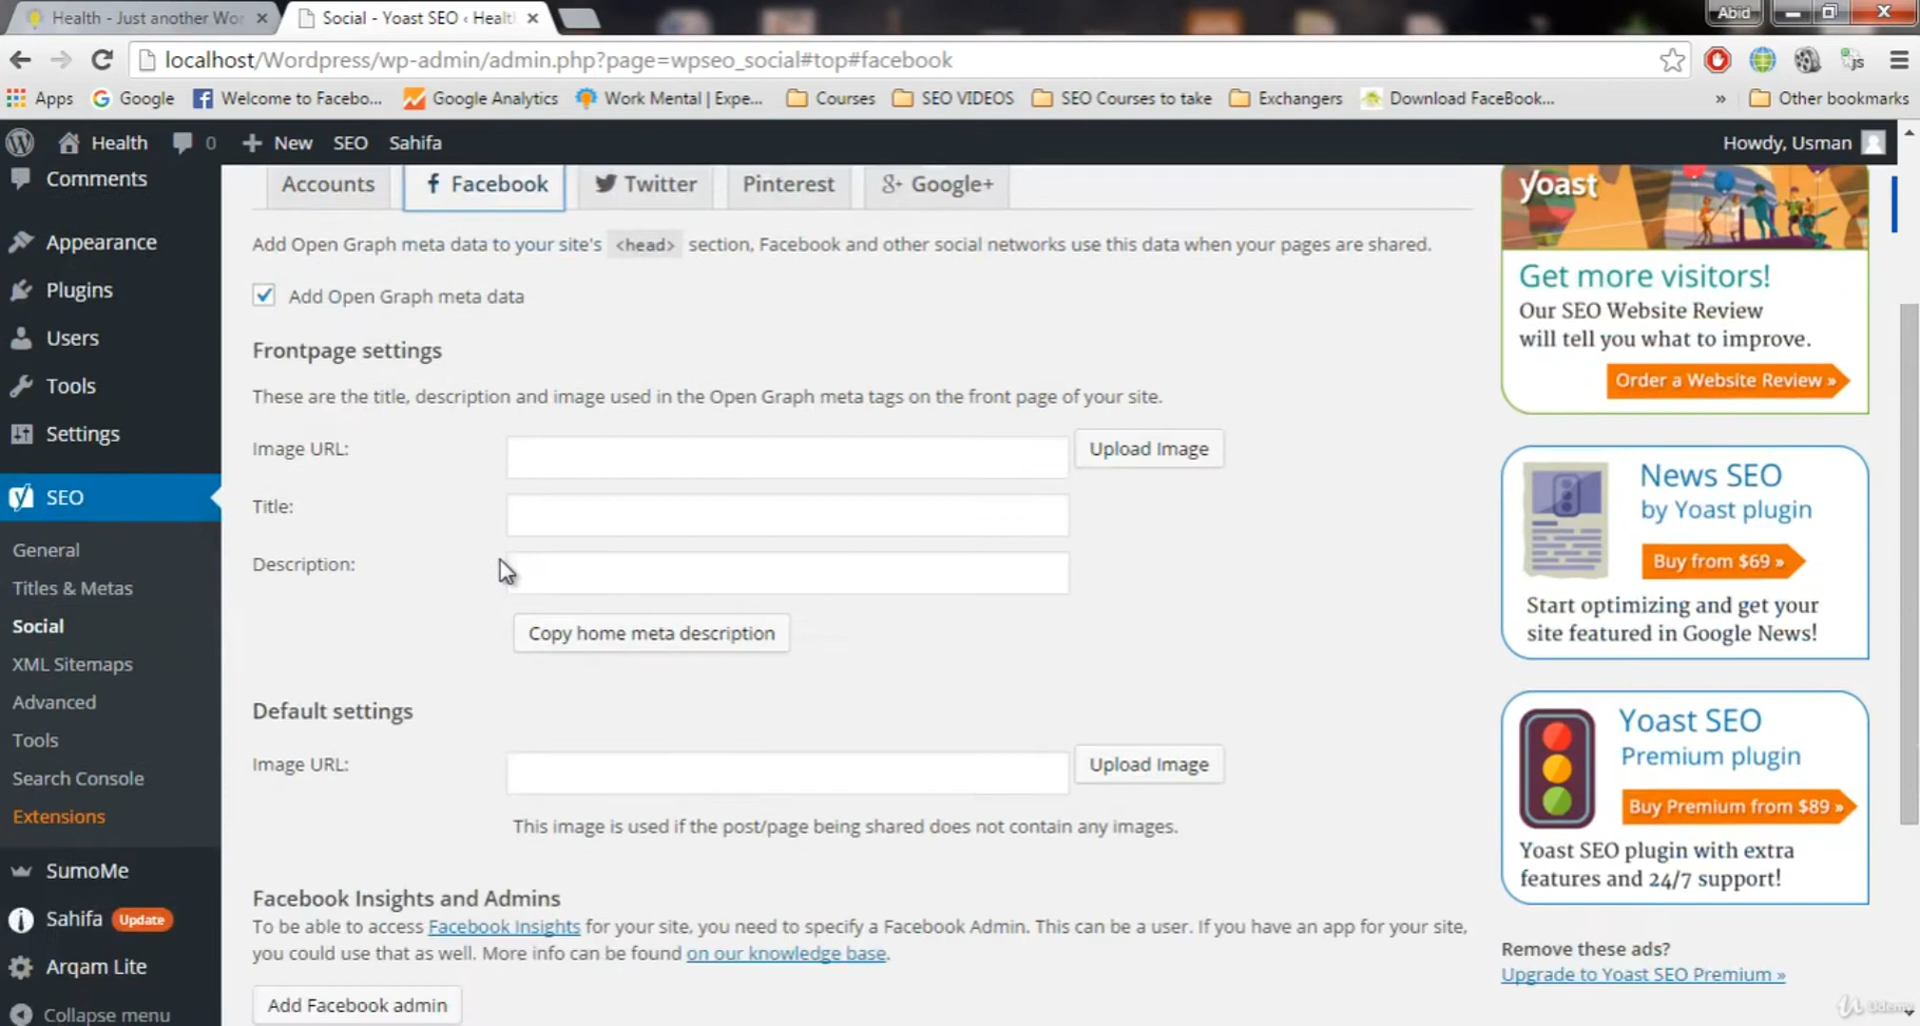 Health - Just another Wo
Social - Yoast SEO ‹ Healt
Abid
localhost/Wordpress/wp-admin/admin.php?page=wpseo_social#top#facebook
js
Apps
Google
Welcome to Facebo...
Google Analytics
Work Mental | Expe...
Courses
SEO VIDEOS
SEO Courses to take
Exchangers
Download FaceBook...
»
Other bookmarks
Health
0
New
SEO
Sahifa
Howdy, Usman
Comments
Appearance
Plugins
Users
Tools
Settings
SEO
General
Titles & Metas
Social
XML Sitemaps
Advanced
Tools
Search Console
Extensions
SumoMe
Sahifa Update
Arqam Lite
Collapse menu
Accounts
Facebook
Twitter
Pinterest
Google+
Add Open Graph meta data to your site's <head> section, Facebook and other social networks use this data when your pages are shared.
Add Open Graph meta data
Frontpage settings
These are the title, description and image used in the Open Graph meta tags on the front page of your site.
Image URL:
Upload Image
Title:
Description:
Copy home meta description
Default settings
Image URL:
Upload Image
This image is used if the post/page being shared does not contain any images.
Facebook Insights and Admins
To be able to access Facebook Insights for your site, you need to specify a Facebook Admin. This can be a user. If you have an app for your site,
you could use that as well. More info can be found on our knowledge base.
Add Facebook admin
yoast
Get more visitors!
Our SEO Website Review
will tell you what to improve.
Order a Website Review »
News SEO
by Yoast plugin
Buy from $69 »
Start optimizing and get your
site featured in Google News!
Yoast SEO
Premium plugin
Buy Premium from $89 »
Yoast SEO plugin with extra
features and 24/7 support!
Remove these ads?
Upgrade to Yoast SEO Premium »
Udemy